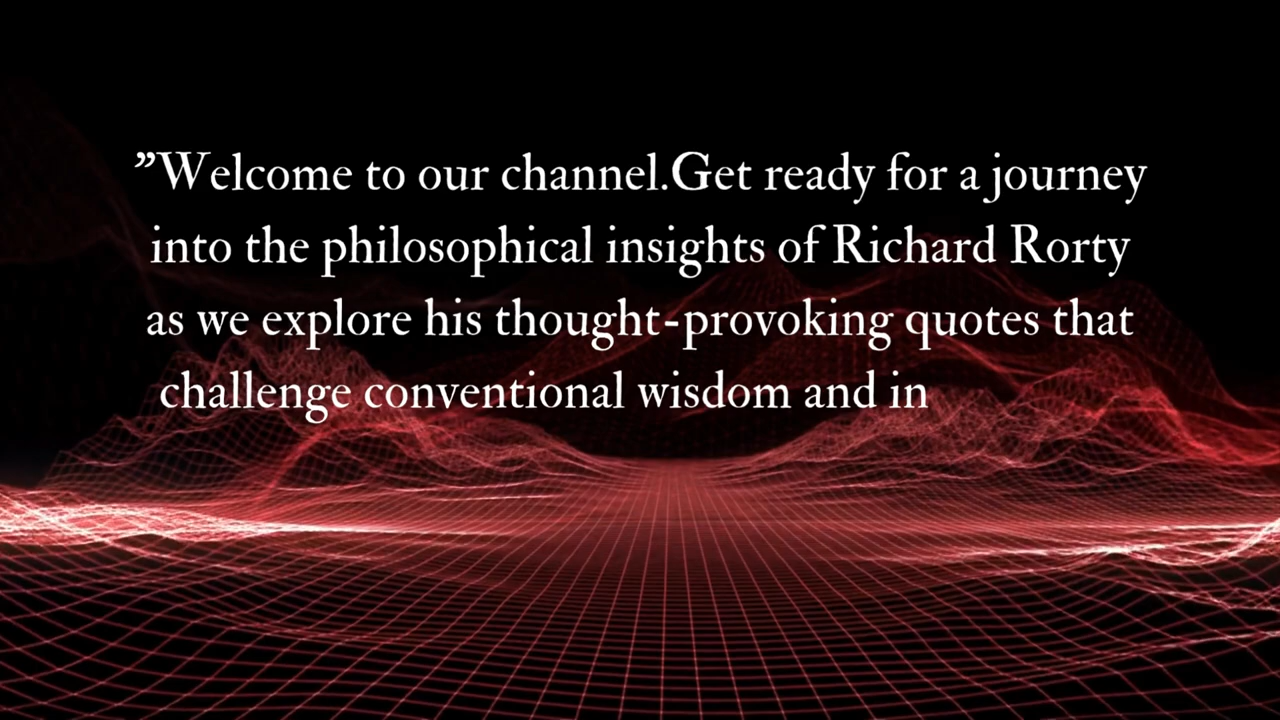 ”Welcome to our channel.Get ready for a journey
into the philosophical insights of Richard Rorty
as we explore his thought-provoking quotes that
challenge conventional wisdom and in